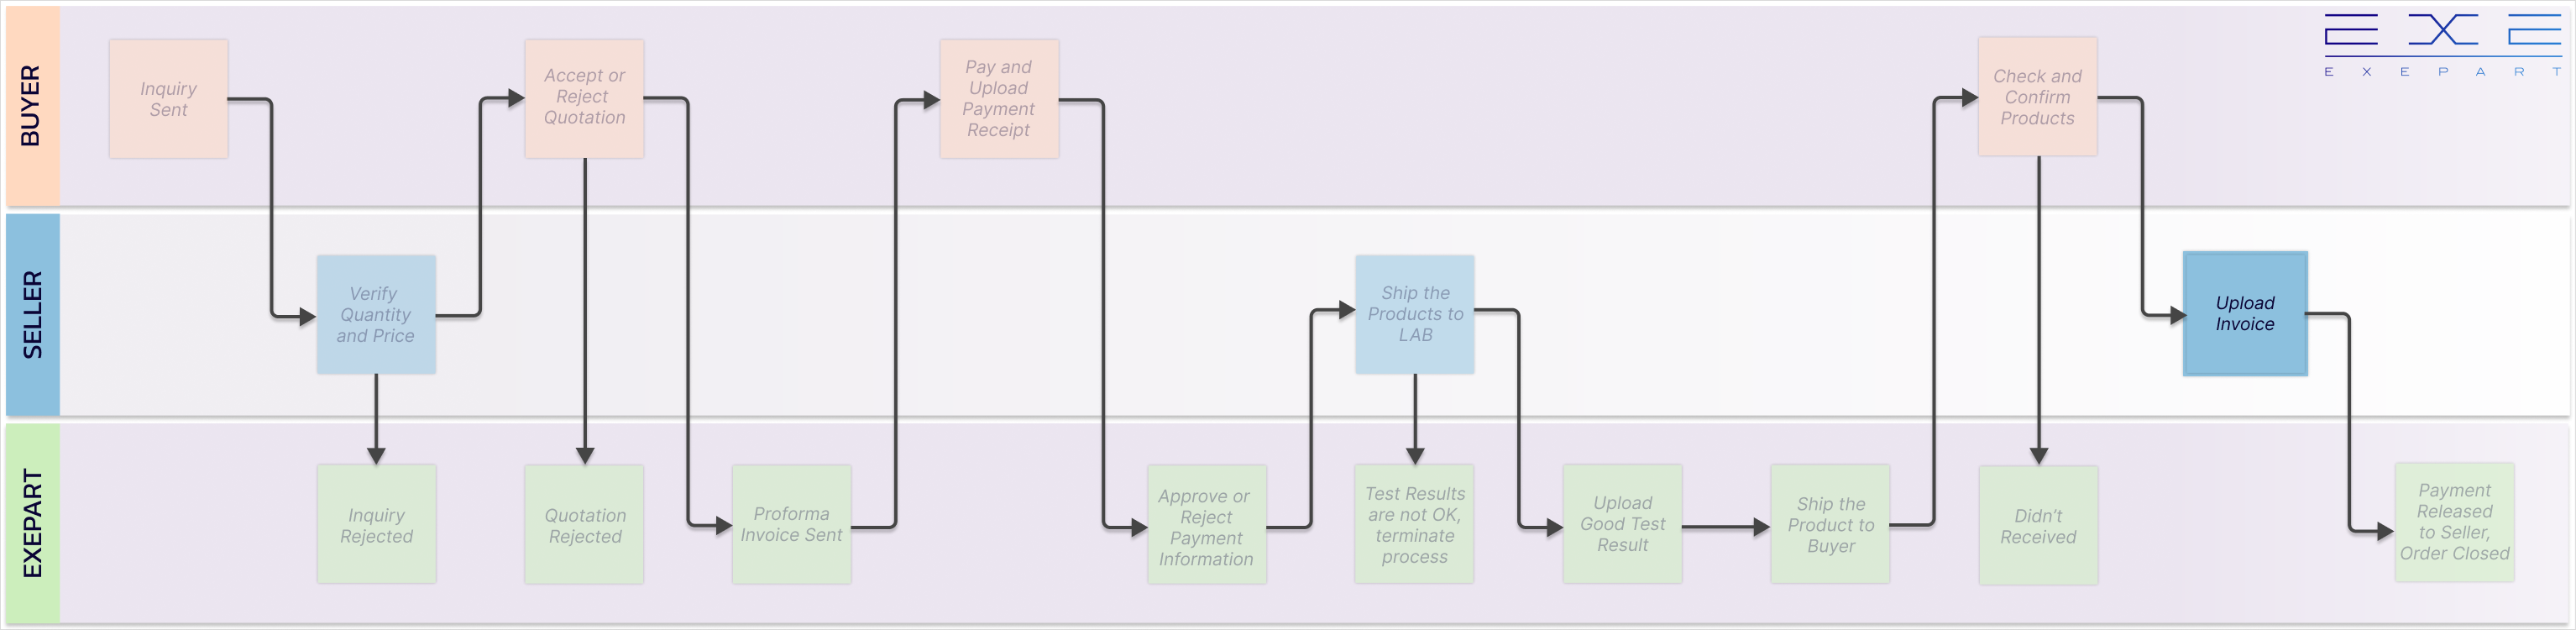 BUYER
Inquiry
Sent
Accept or
Reject
Quotation
Pay and
Upload
Payment
Receipt
Check and
Confirm
Products
EXE
EXEPART
SELLER
Verify
Quantity
and Price
Ship the
Products to
LAB
Upload
Invoice
EXEPART
Inquiry
Rejected
Quotation
Rejected
Proforma
Invoice Sent
Approve or
Reject
Payment
Information
Test Results
are not OK,
terminate
process
Upload
Good Test
Result
Ship the
Product to
Buyer
Didn't
Received
Payment
Released
to Seller,
Order Closed